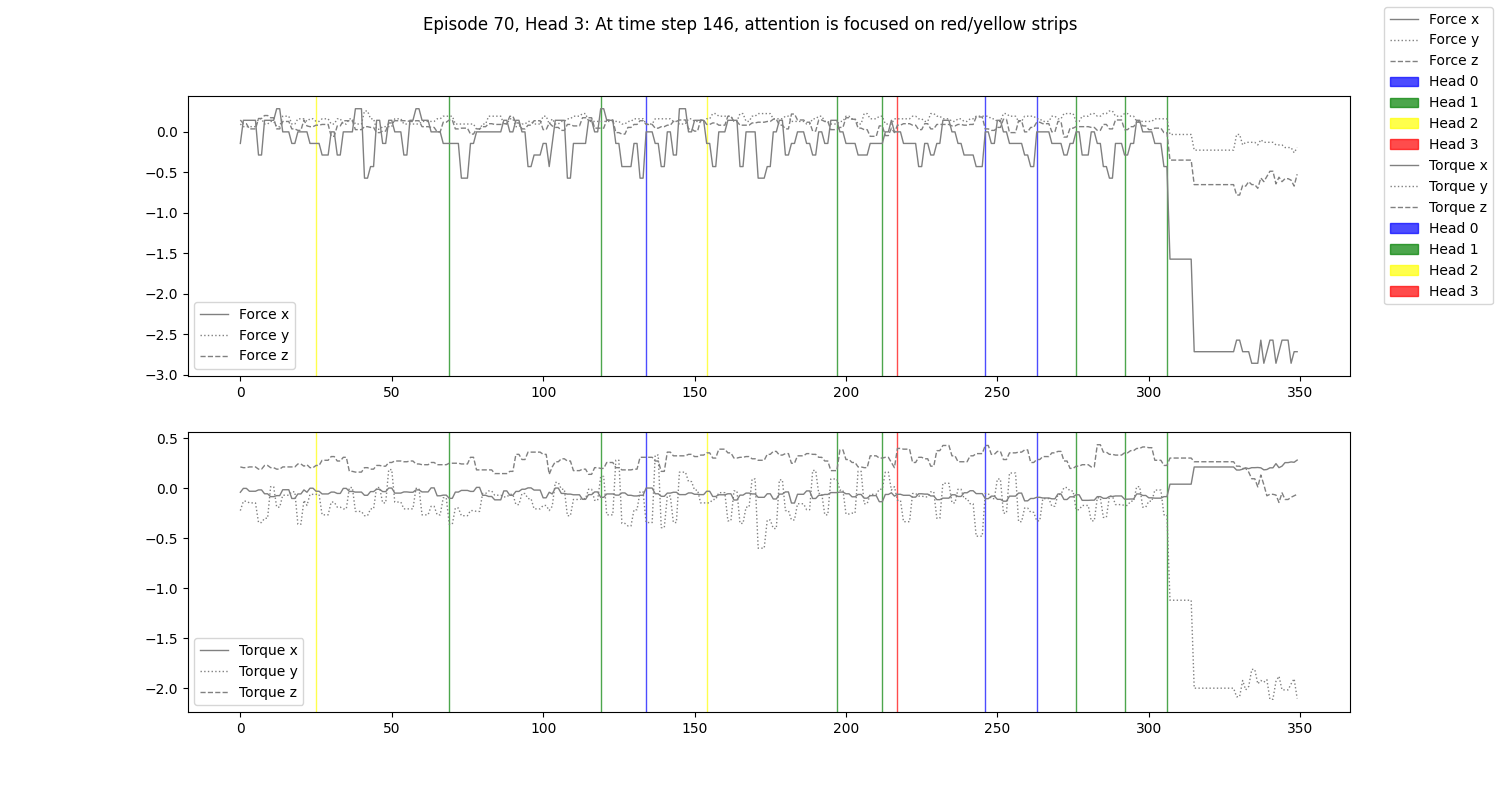 Episode 70, Head 3: At time step 146, attention is focused on red/yellow strips
Force x
Force y
Force z
Head 0
Head 1
Head 2
Head 3
Torque x
Torque y
Torque z
Head 0
Head 1
Head 2
Head 3
0.0
−0.5
−1.0
−1.5
−2.0
−2.5
−3.0
Force x
Force y
Force z
0 50 100 150 200 250 300 350
0.5
0.0
−0.5
−1.0
−1.5
−2.0
Torque x
Torque y
Torque z
0 50 100 150 200 250 300 350